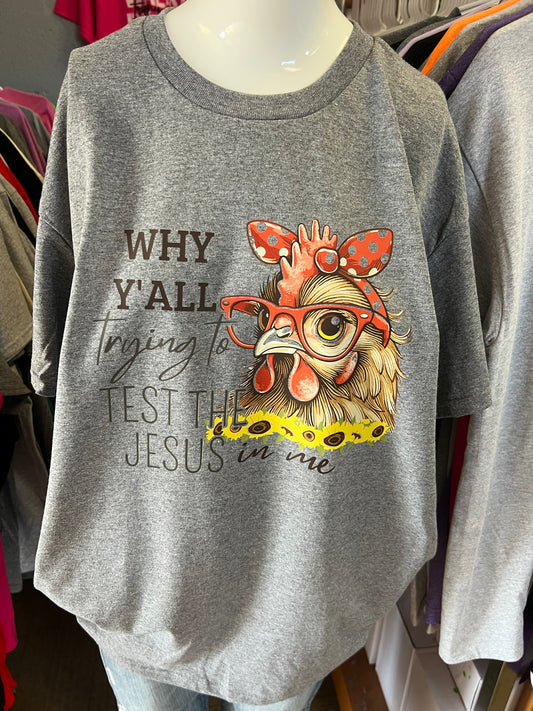 WHY
Y'ALL
trying to
TEST THE
JESUS in me